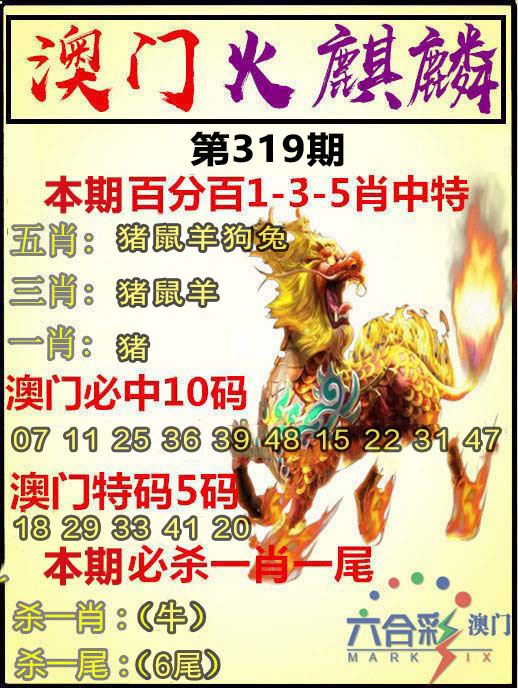 澳门火麒麟
第319期
本期百分百1-3-5肖中特
五肖：猪鼠羊狗兔
三肖：猪鼠羊
一肖：猪
澳门必中10码
07 11 25 36 39 48 15 22 31 47
澳门特码5码
18 29 33 41 20
本期必杀一肖一尾
杀一肖：（牛）
杀一尾：（6尾）
六合彩 澳门
MARK SIX